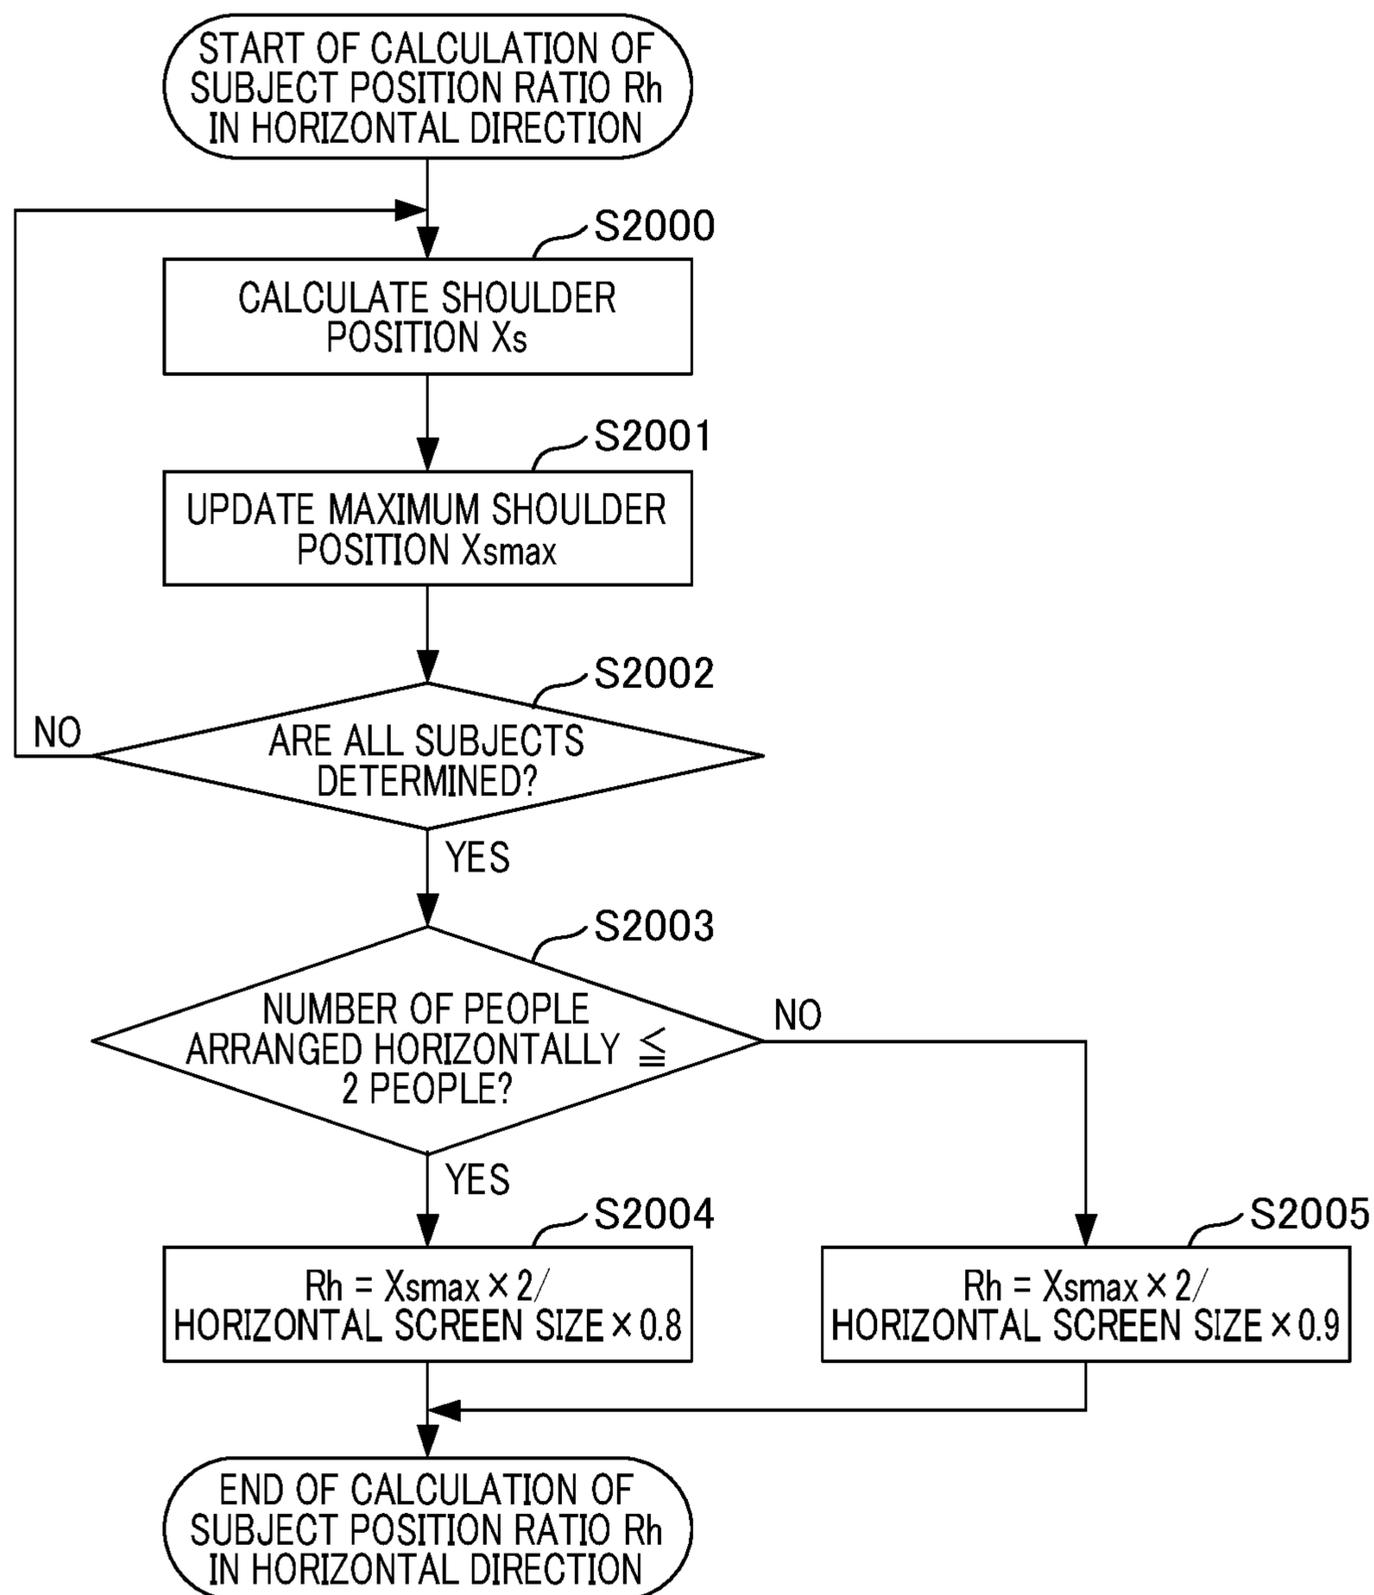 START OF CALCULATION OF
SUBJECT POSITION RATIO Rh
IN HORIZONTAL DIRECTION
S2000
CALCULATE SHOULDER
POSITION Xs
S2001
UPDATE MAXIMUM SHOULDER
POSITION Xsmax
S2002
NO
ARE ALL SUBJECTS
DETERMINED?
YES
S2003
NUMBER OF PEOPLE
ARRANGED HORIZONTALLY ≦
2 PEOPLE?
NO
YES
S2004
Rh = Xsmax × 2/
HORIZONTAL SCREEN SIZE × 0.8
S2005
Rh = Xsmax × 2/
HORIZONTAL SCREEN SIZE × 0.9
END OF CALCULATION OF
SUBJECT POSITION RATIO Rh
IN HORIZONTAL DIRECTION